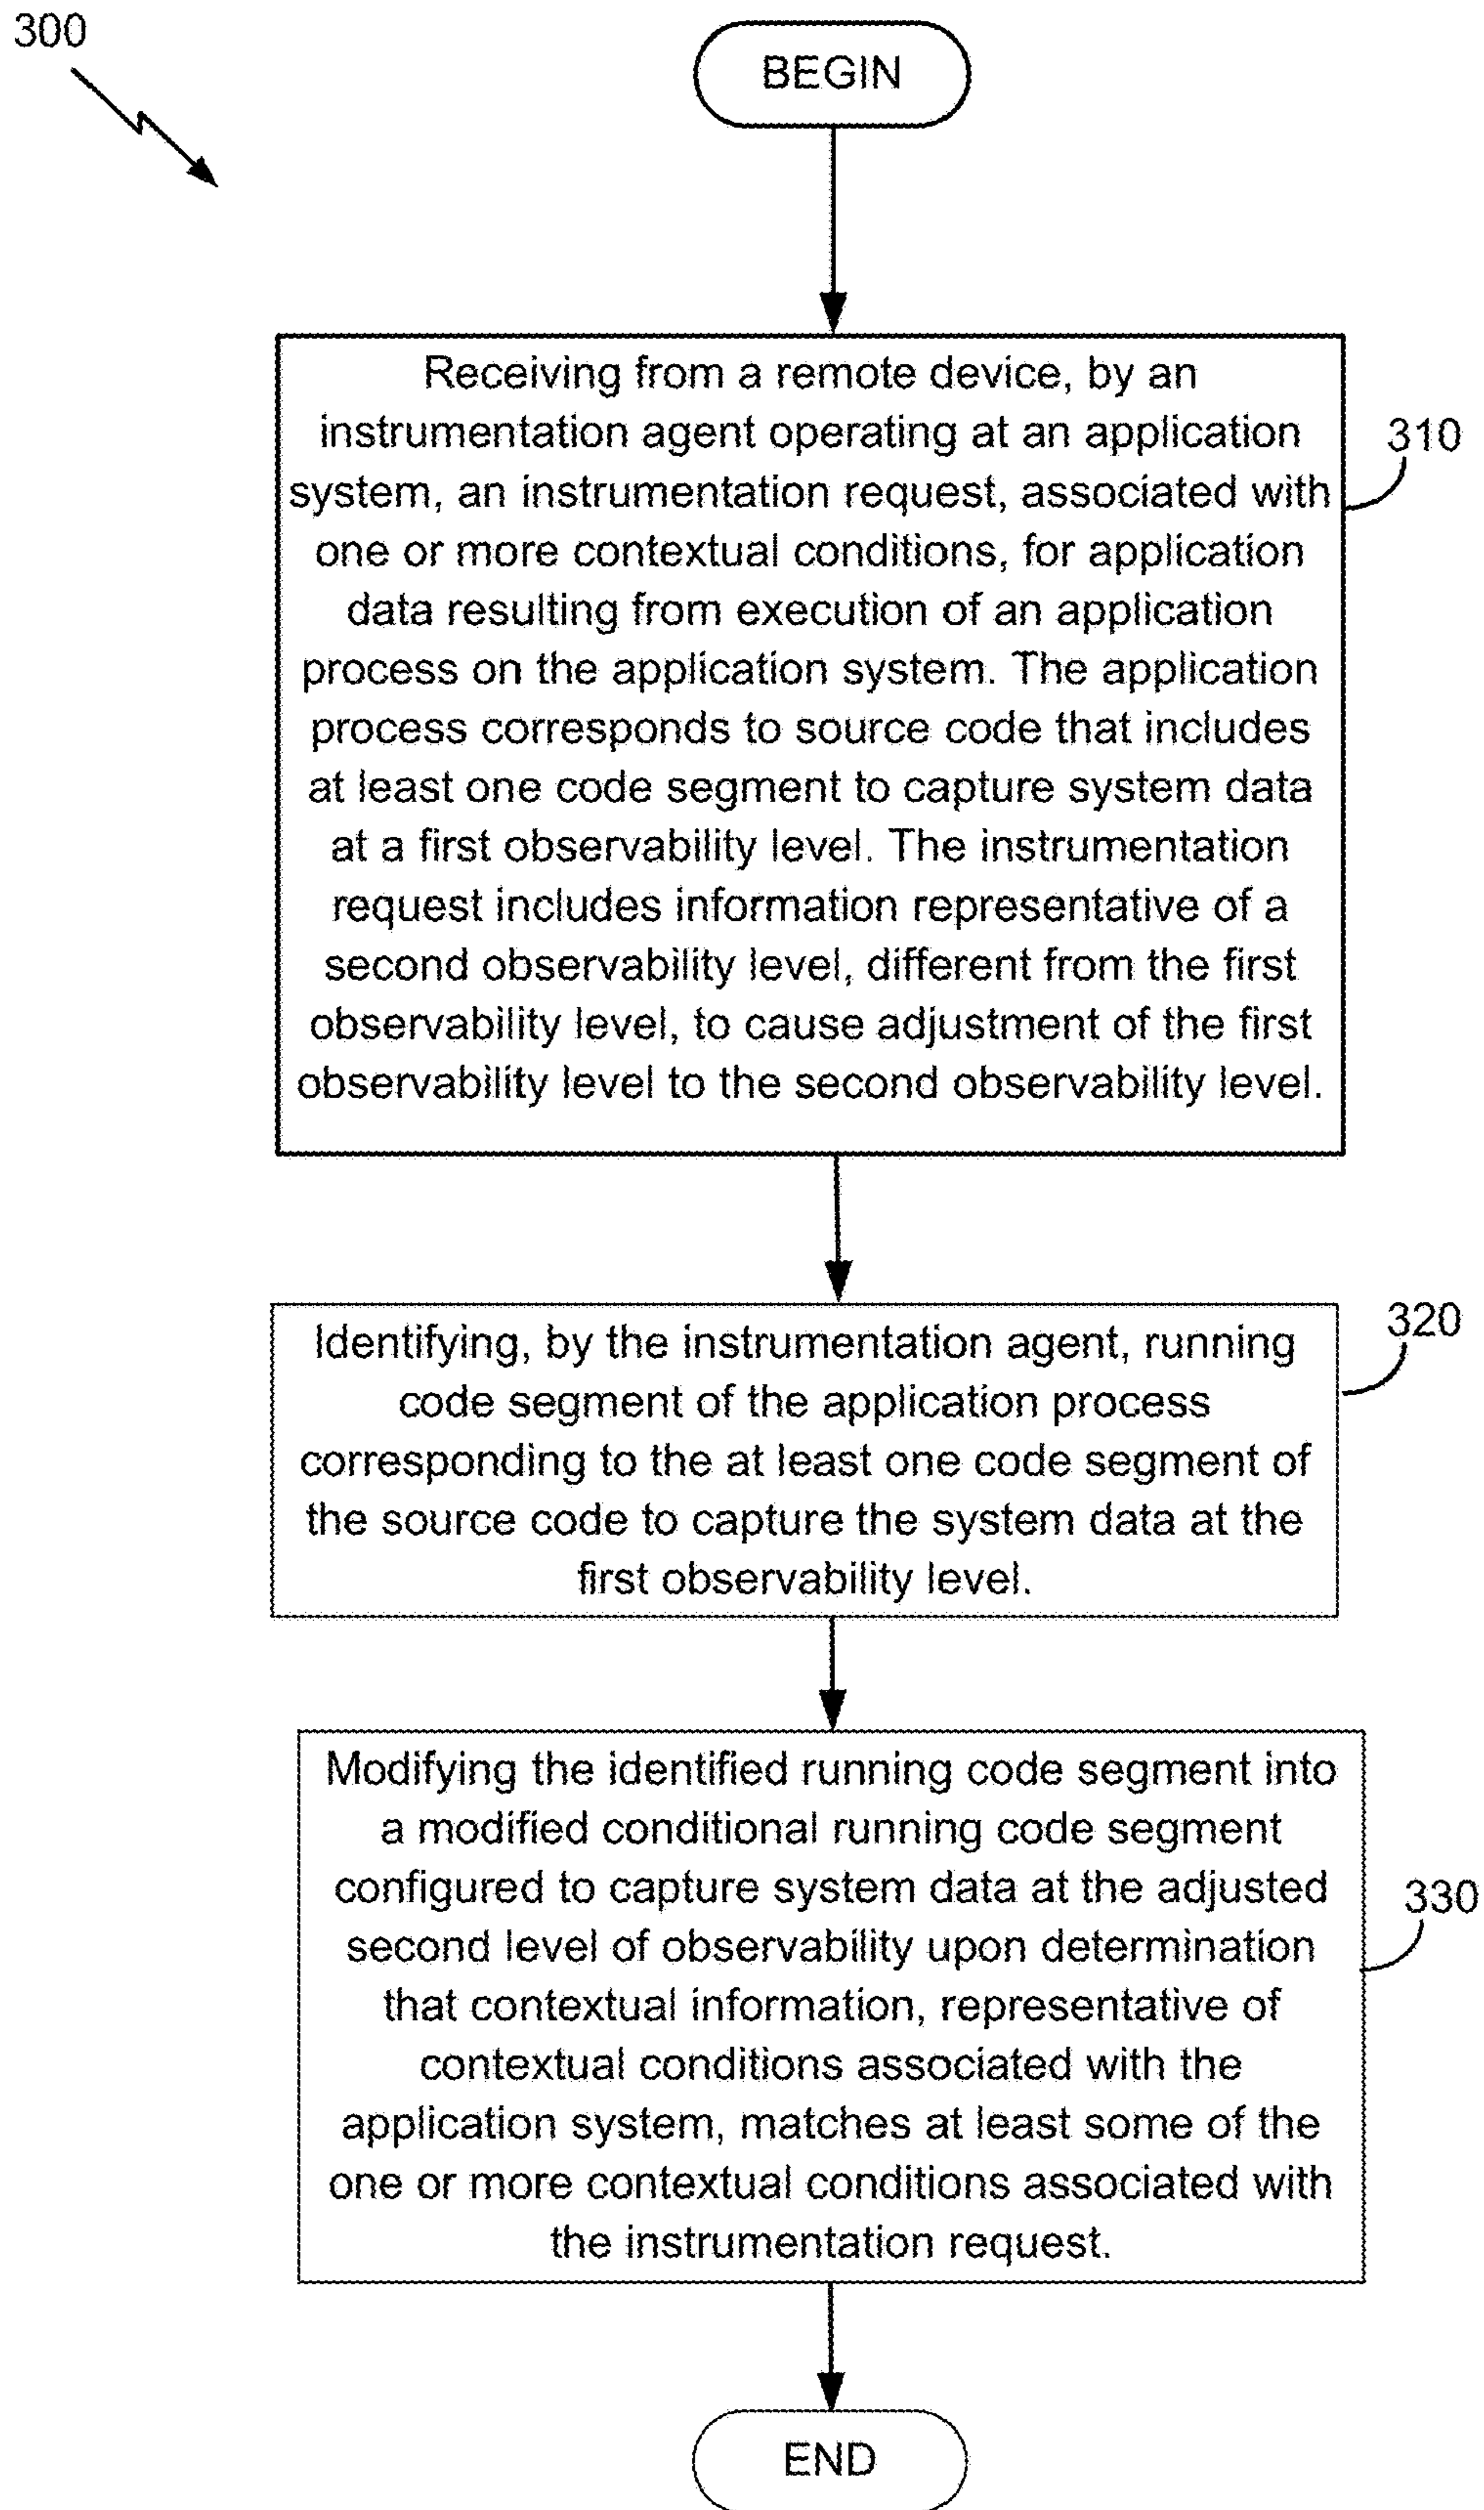 300
BEGIN
Receiving from a remote device, by an
instrumentation agent operating at an application
system, an instrumentation request, associated with
one or more contextual conditions, for application
data resulting from execution of an application
process on the application system. The application
process corresponds to source code that includes
at least one code segment to capture system data
at a first observability level. The instrumentation
request includes information representative of a
second observability level, different from the first
observability level, to cause adjustment of the first
observability level to the second observability level.
310
Identifying, by the instrumentation agent, running
code segment of the application process
corresponding to the at least one code segment of
the source code to capture the system data at the
first observability level.
320
Modifying the identified running code segment into
a modified conditional running code segment
configured to capture system data at the adjusted
second level of observability upon determination
that contextual information, representative of
contextual conditions associated with the
application system, matches at least some of the
one or more contextual conditions associated with
the instrumentation request.
330
END